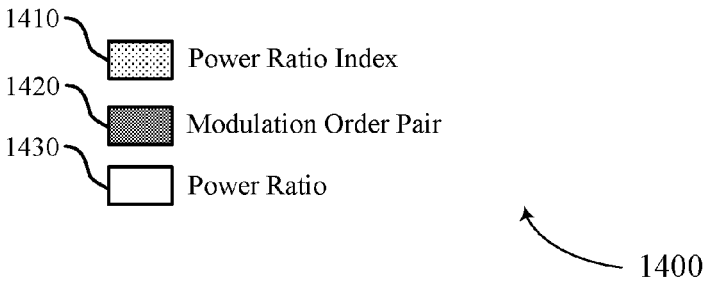 1410
Power Ratio Index
1420
Modulation Order Pair
1430
Power Ratio
1400